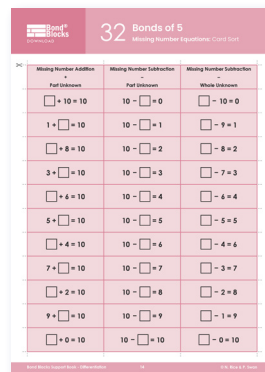 Bond®
Blocks
DOWNLOAD
32 Bonds of 5
Missing Number Equations: Card Sort
Missing Number Addition
+
Part Unknown
Missing Number Subtraction
–
Part Unknown
Missing Number Subtraction
–
Whole Unknown
□ + 10 = 10 10 – □ = 0 □ – 10 = 0
1 + □ = 10 10 – □ = 1 □ – 9 = 1
□ + 8 = 10 10 – □ = 2 □ – 8 = 2
3 + □ = 10 10 – □ = 3 □ – 7 = 3
□ + 6 = 10 10 – □ = 4 □ – 6 = 4
5 + □ = 10 10 – □ = 5 □ – 5 = 5
□ + 4 = 10 10 – □ = 6 □ – 4 = 6
7 + □ = 10 10 – □ = 7 □ – 3 = 7
□ + 2 = 10 10 – □ = 8 □ – 2 = 8
9 + □ = 10 10 – □ = 9 □ – 1 = 9
□ + 0 = 10 10 – □ = 10 □ – 0 = 10
Bond Blocks Support Book - Differentiation